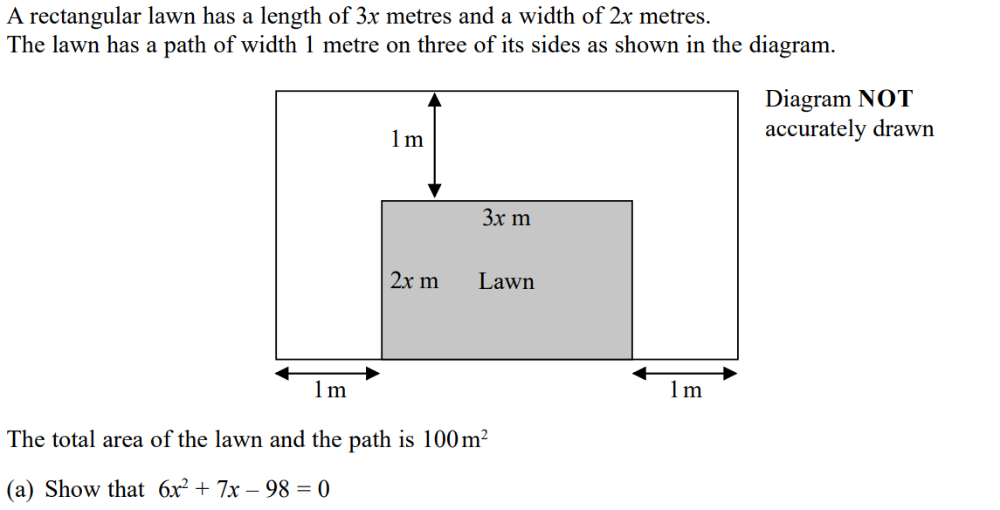 A rectangular lawn has a length of 3x metres and a width of 2x metres.
The lawn has a path of width 1 metre on three of its sides as shown in the diagram.
Diagram NOT
accurately drawn
1 m
3x m
2x m
Lawn
1 m
1 m
The total area of the lawn and the path is 100 m²
(a) Show that 6x² + 7x – 98 = 0